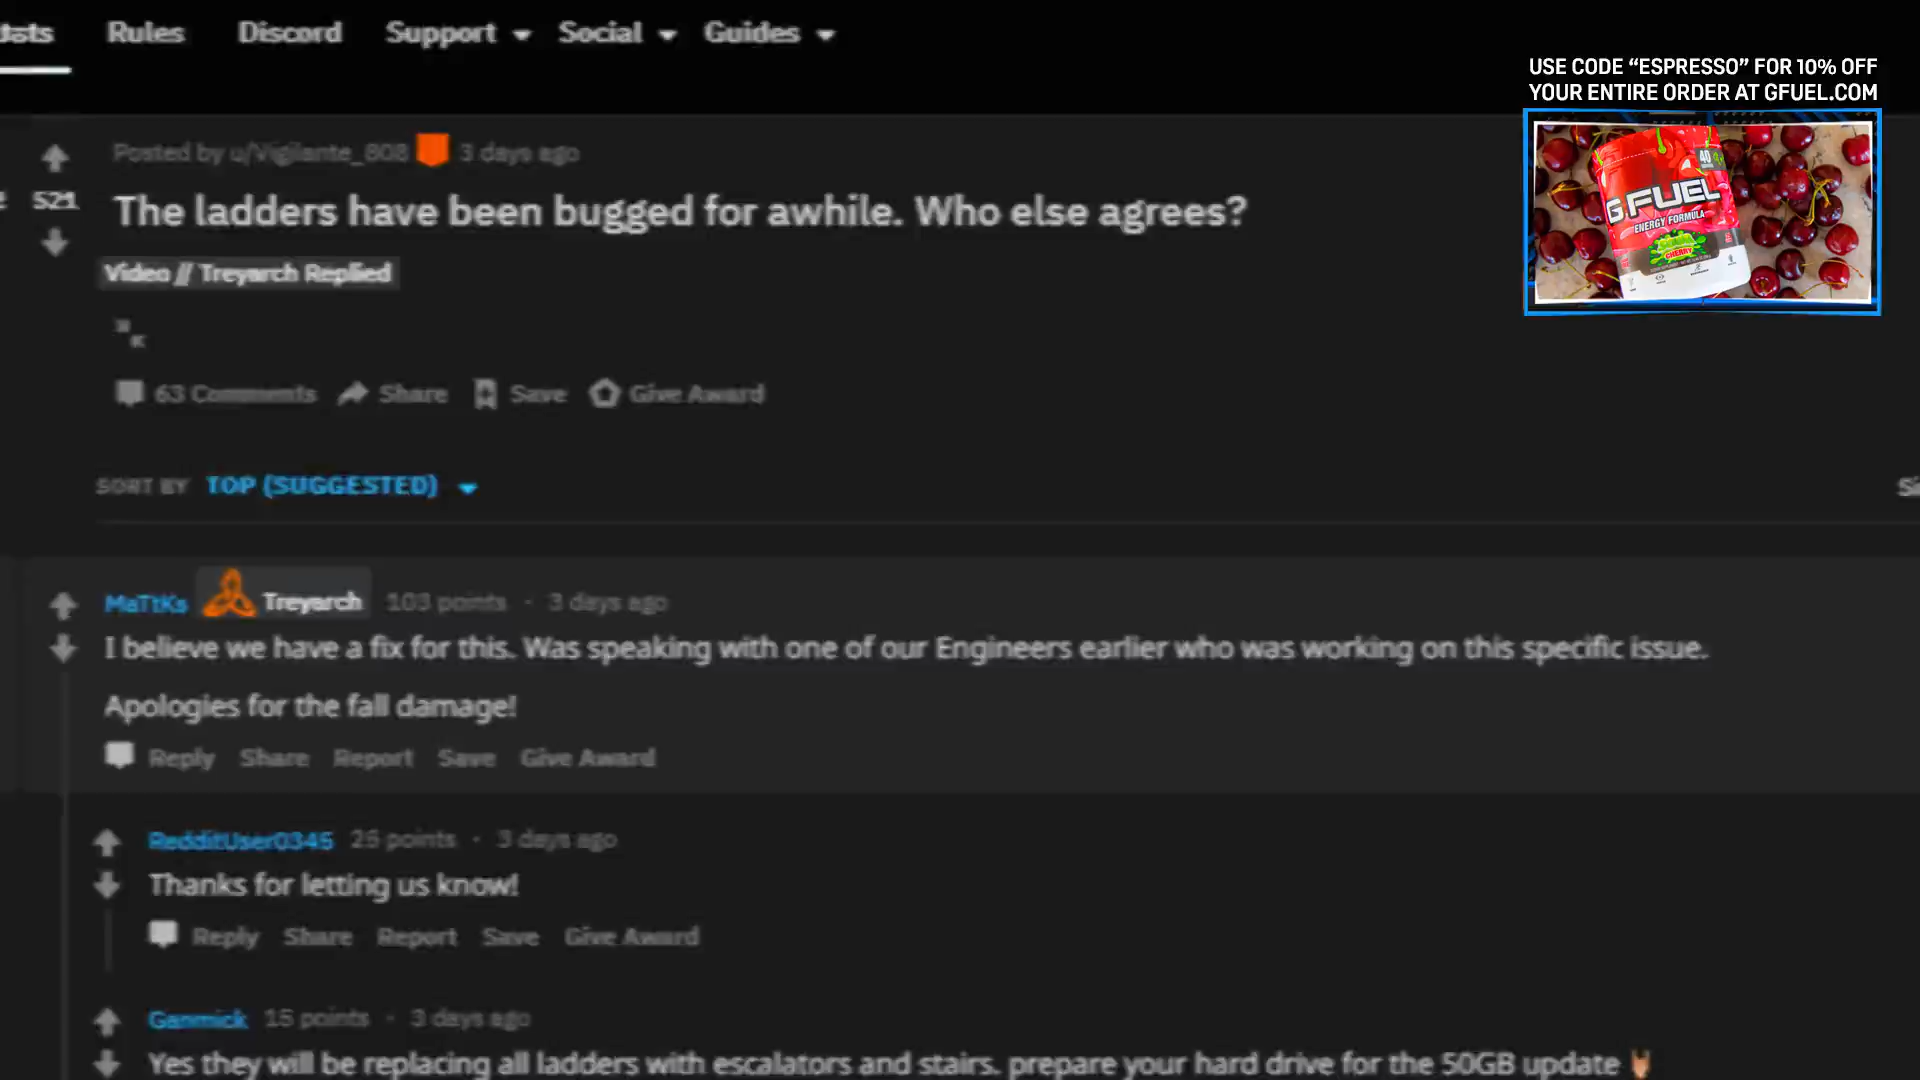 Rules Discord Support Social Guides
USE CODE “ESPRESSO” FOR 10% OFF
YOUR ENTIRE ORDER AT GFUEL.COM
Posted by u/Vigilante_808 3 days ago
521
The ladders have been bugged for awhile. Who else agrees?
Video // Treyarch Replied
40
G FUEL
ENERGY FORMULA
CHERRY
63 Comments Share Save Give Award
SORT BY TOP (SUGGESTED)
MaTtKs Treyarch 103 points · 3 days ago
I believe we have a fix for this. Was speaking with one of our Engineers earlier who was working on this specific issue.
Apologies for the fall damage!
Reply Share Report Save Give Award
RedditUser0345 25 points · 3 days ago
Thanks for letting us know!
Reply Share Report Save Give Award
Ganmick 15 points · 3 days ago
Yes they will be replacing all ladders with escalators and stairs. prepare your hard drive for the 50GB update